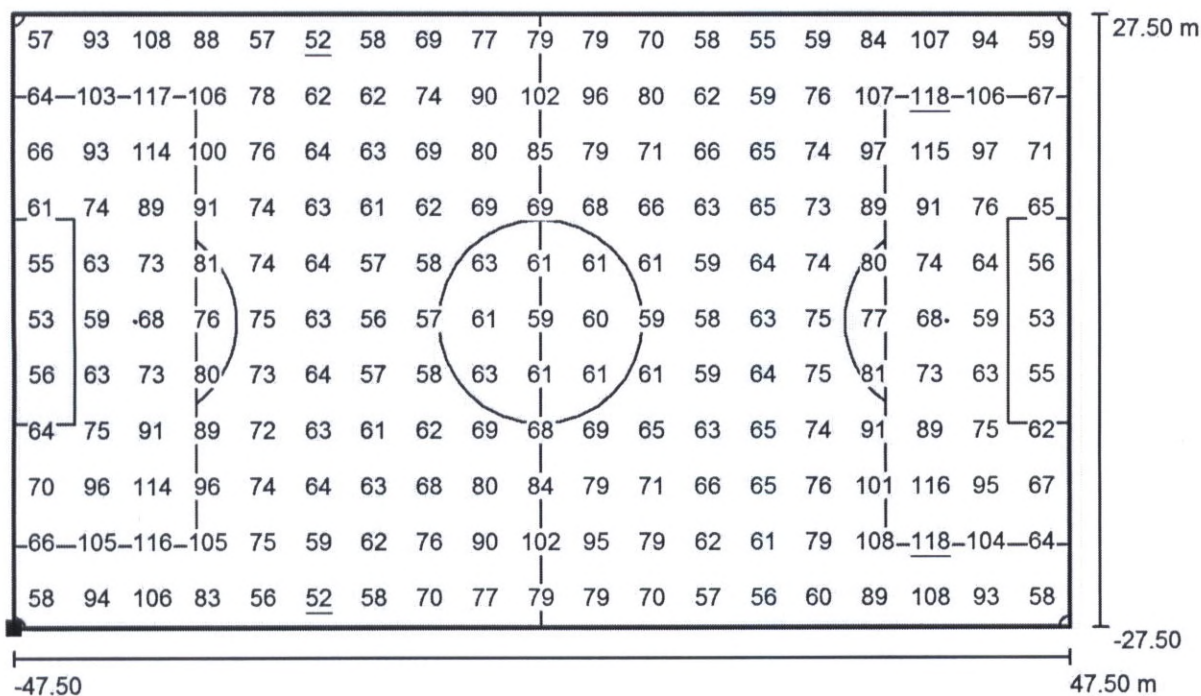 57 93 108 88 57 52 58 69 77 79 79 70 58 55 59 84 107 94 59
27.50 m
64 103 117 106 78 62 62 74 90 102 96 80 62 59 76 107 118 106 67
66 93 114 100 76 64 63 69 80 85 79 71 66 65 74 97 115 97 71
61 74 89 91 74 63 61 62 69 69 68 66 63 65 73 89 91 76 65
55 63 73 81 74 64 57 58 63 61 61 61 59 64 74 80 74 64 56
53 59 68 76 75 63 56 57 61 59 60 59 58 63 75 77 68 59 53
56 63 73 80 73 64 57 58 63 61 61 61 59 64 75 81 73 63 55
64 75 91 89 72 63 61 62 69 68 69 65 63 65 74 91 89 75 62
70 96 114 96 74 64 63 68 80 84 79 71 66 65 76 101 116 95 67
66 105 116 105 75 59 62 76 90 102 95 79 62 61 79 108 118 104 64
58 94 106 83 56 52 58 70 77 79 79 70 57 56 60 89 108 93 58
-27.50
-47.50 47.50 m